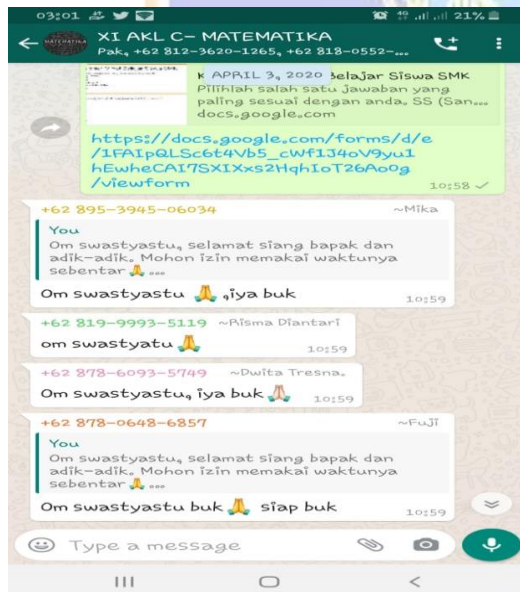 03:01
21%
XI AKL C- MATEMATIKA
Pak, +62 812-3620-1265, +62 818-0552-...
APRIL 3, 2020
Belajar Siswa SMK
Pilihlah salah satu jawaban yang
paling sesuai dengan anda. SS (San...
docs.google.com
https://docs.google.com/forms/d/e
/1FAIpQLSc6t4Vb5_cWf1J4oV9yu1
hEwheCAI7SXIXxs2HqhIoT26Ao0g
/viewform
10:58
+62 895-3945-06034 ~Mika
You
Om swastyastu, selamat siang bapak dan
adik-adik. Mohon izin memakai waktunya
sebentar 🙏 ...
Om swastyastu 🙏 ,iya buk
10:59
+62 819-9993-5119 ~Risma Diantari
om swastyatu 🙏
10:59
+62 878-6093-5749 ~Dwita Tresna.
Om swastyastu, iya buk 🙏
10:59
+62 878-0648-6857 ~Fuji
You
Om swastyastu, selamat siang bapak dan
adik-adik. Mohon izin memakai waktunya
sebentar 🙏 ...
Om swastyastu buk 🙏 siap buk
10:59
Type a message